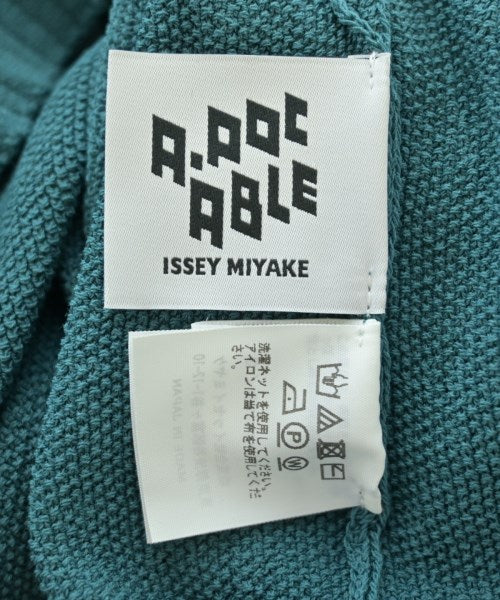 A.POC
ABLE
ISSEY MIYAKE
洗濯ネットを使用してください。
アイロンは当て布を使用してくだ
さい。
P
W